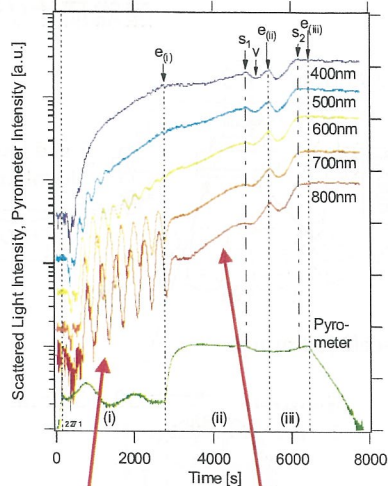 Scattered Light Intensity, Pyrometer Intensity [a.u.]
e(i)
s1 v e(ii) s2 e(iii)
400nm
500nm
600nm
700nm
800nm
Pyro-
meter
2271
(i) (ii) (iii)
0 2000 4000 6000 8000
Time [s]